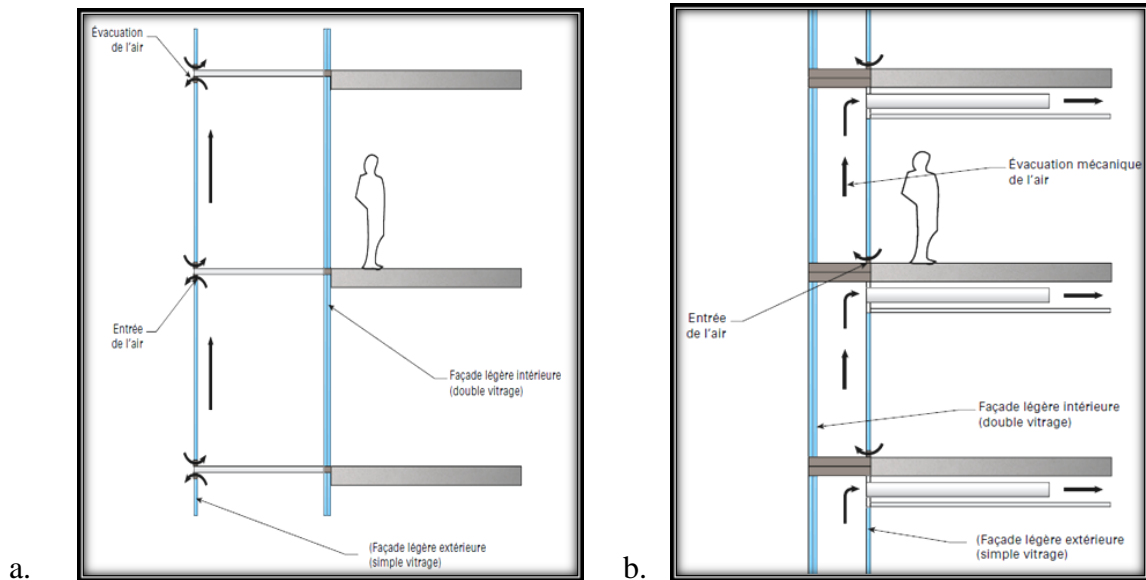 Évacuation
de l'air
Entrée
de l'air
Façade légère intérieure
(double vitrage)
(Façade légère extérieure
(simple vitrage)
a.
Évacuation mécanique
de l'air
Entrée
de l'air
Façade légère intérieure
(double vitrage)
(Façade légère extérieure
(simple vitrage)
b.